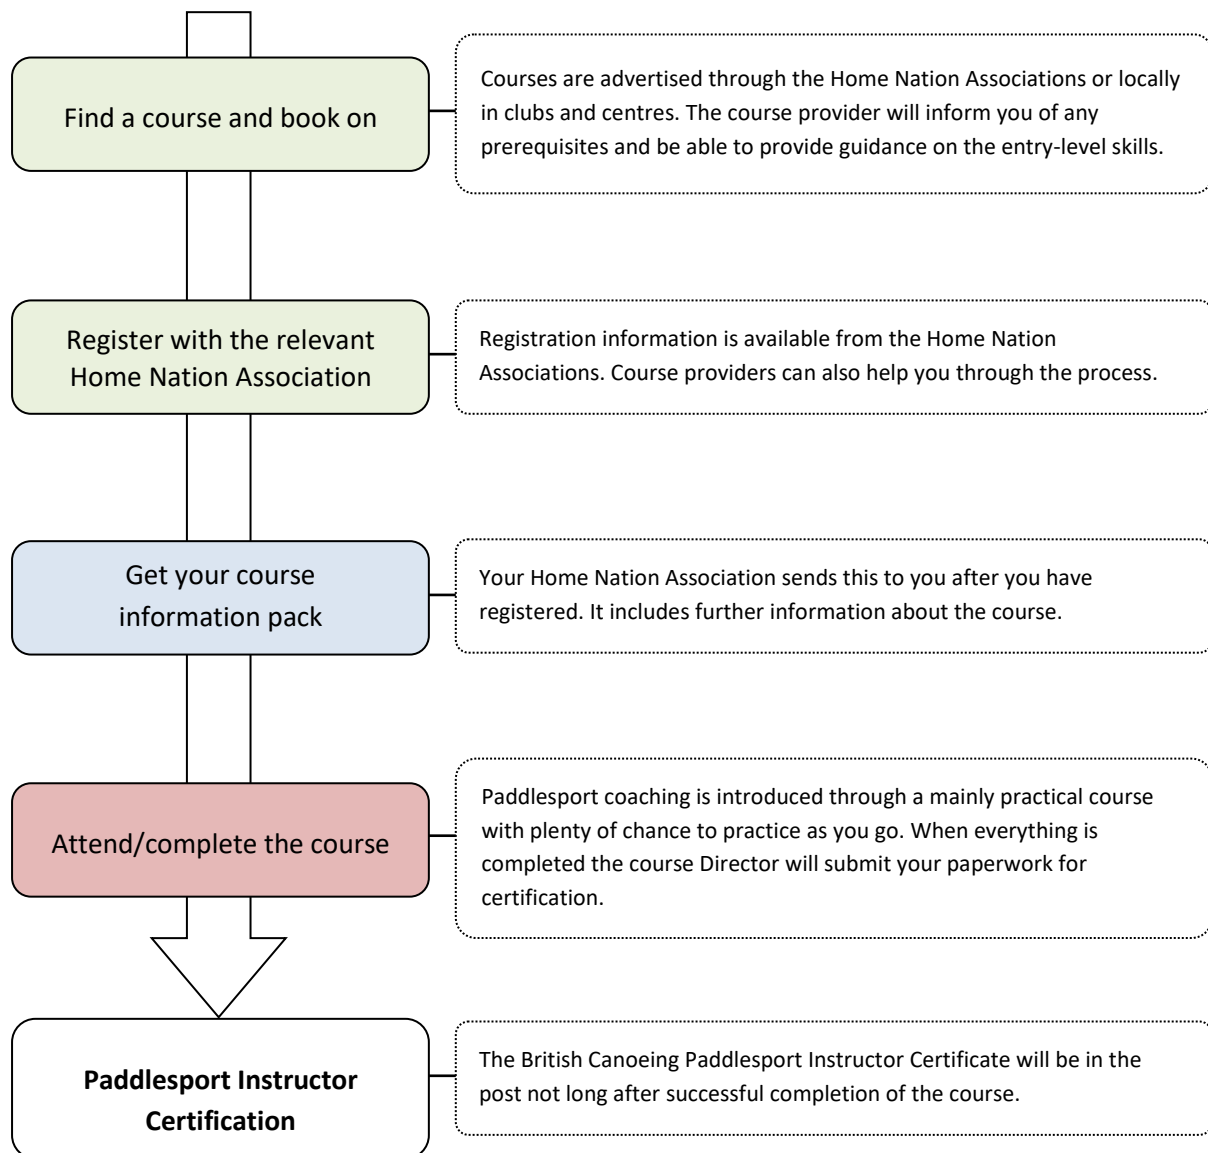 Find a course and book on
Courses are advertised through the Home Nation Associations or locally
in clubs and centres. The course provider will inform you of any
prerequisites and be able to provide guidance on the entry-level skills.
Register with the relevant
Home Nation Association
Registration information is available from the Home Nation
Associations. Course providers can also help you through the process.
Get your course
information pack
Your Home Nation Association sends this to you after you have
registered. It includes further information about the course.
Attend/complete the course
Paddlesport coaching is introduced through a mainly practical course
with plenty of chance to practice as you go. When everything is
completed the course Director will submit your paperwork for
certification.
Paddlesport Instructor
Certification
The British Canoeing Paddlesport Instructor Certificate will be in the
post not long after successful completion of the course.